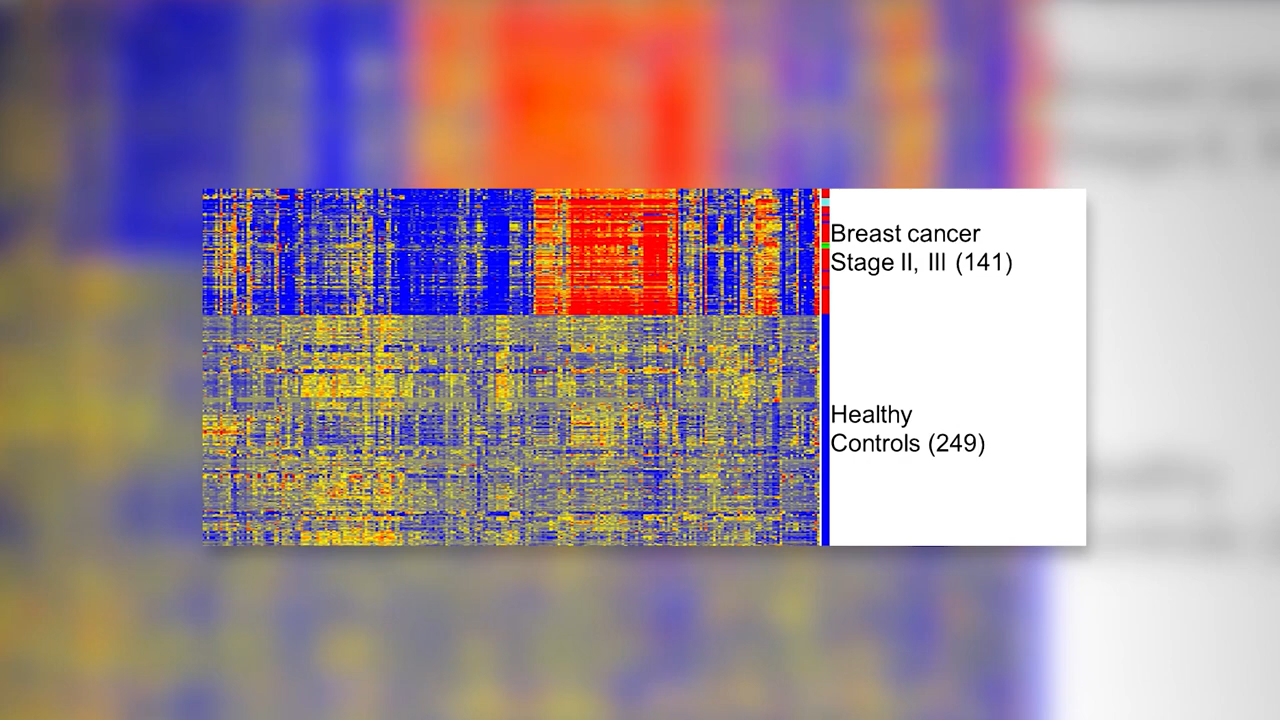 Breast cancer
Stage II, III (141)
Healthy
Controls (249)